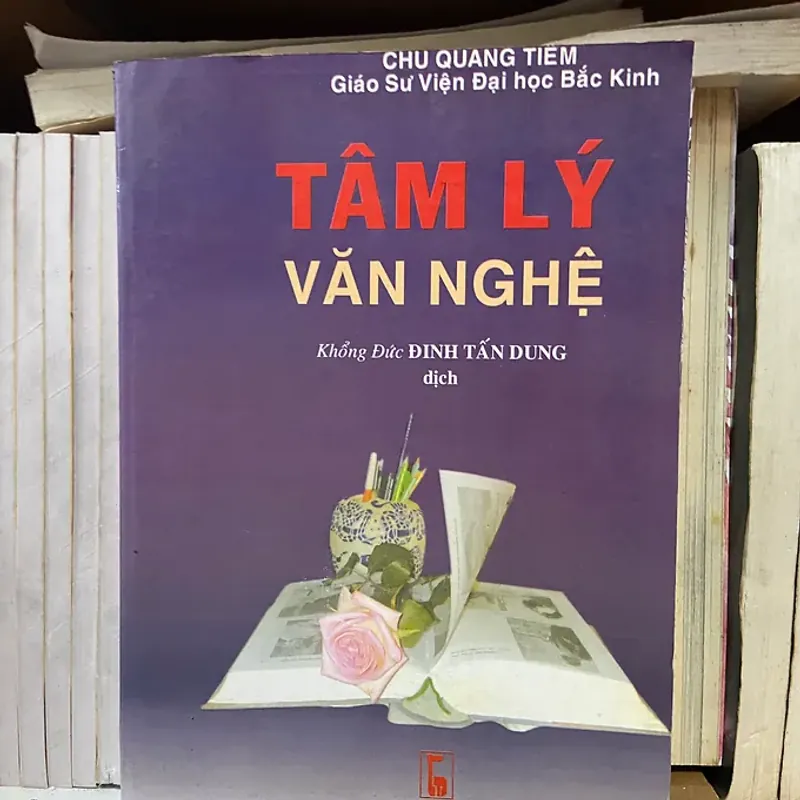 CHU QUANG TIỀM
Giáo Sư Viện Đại học Bắc Kinh
TÂM LÝ
VĂN NGHỆ
Khổng Đức ĐINH TẤN DUNG
dịch